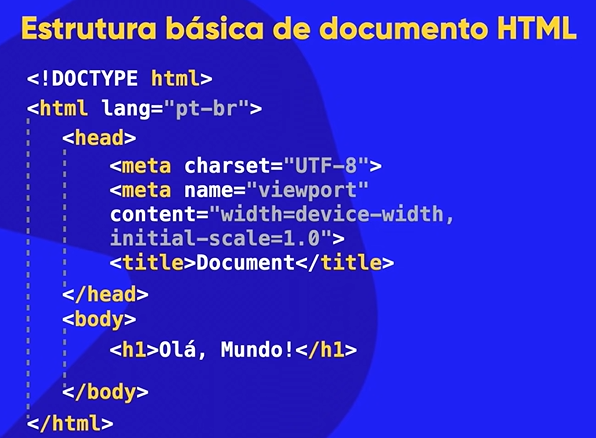 Estrutura básica de documento HTML
<!DOCTYPE html>
<html lang="pt-br">
<head>
<meta charset="UTF-8">
<meta name="viewport"
content="width=device-width,
initial-scale=1.0">
<title>Document</title>
</head>
<body>
<h1>Olá, Mundo!</h1>
</body>
</html>